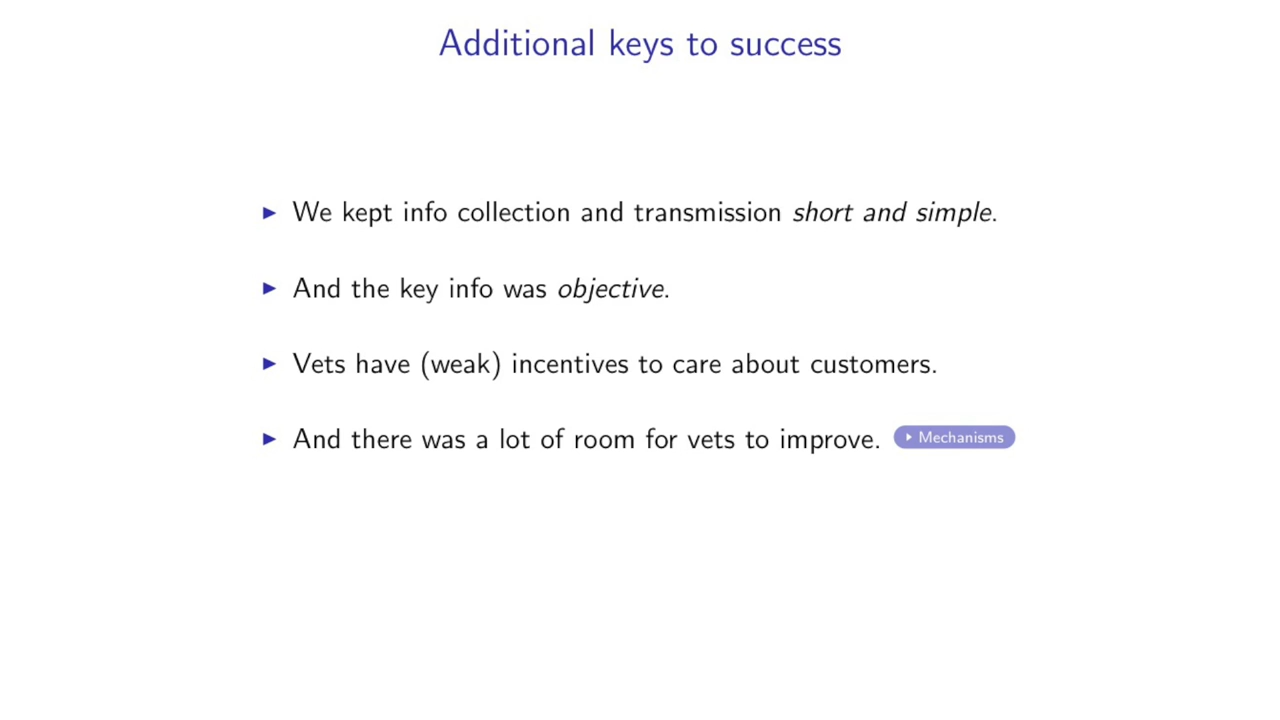 Additional keys to success
▶ We kept info collection and transmission short and simple.
▶ And the key info was objective.
▶ Vets have (weak) incentives to care about customers.
▶ And there was a lot of room for vets to improve. ▶ Mechanisms